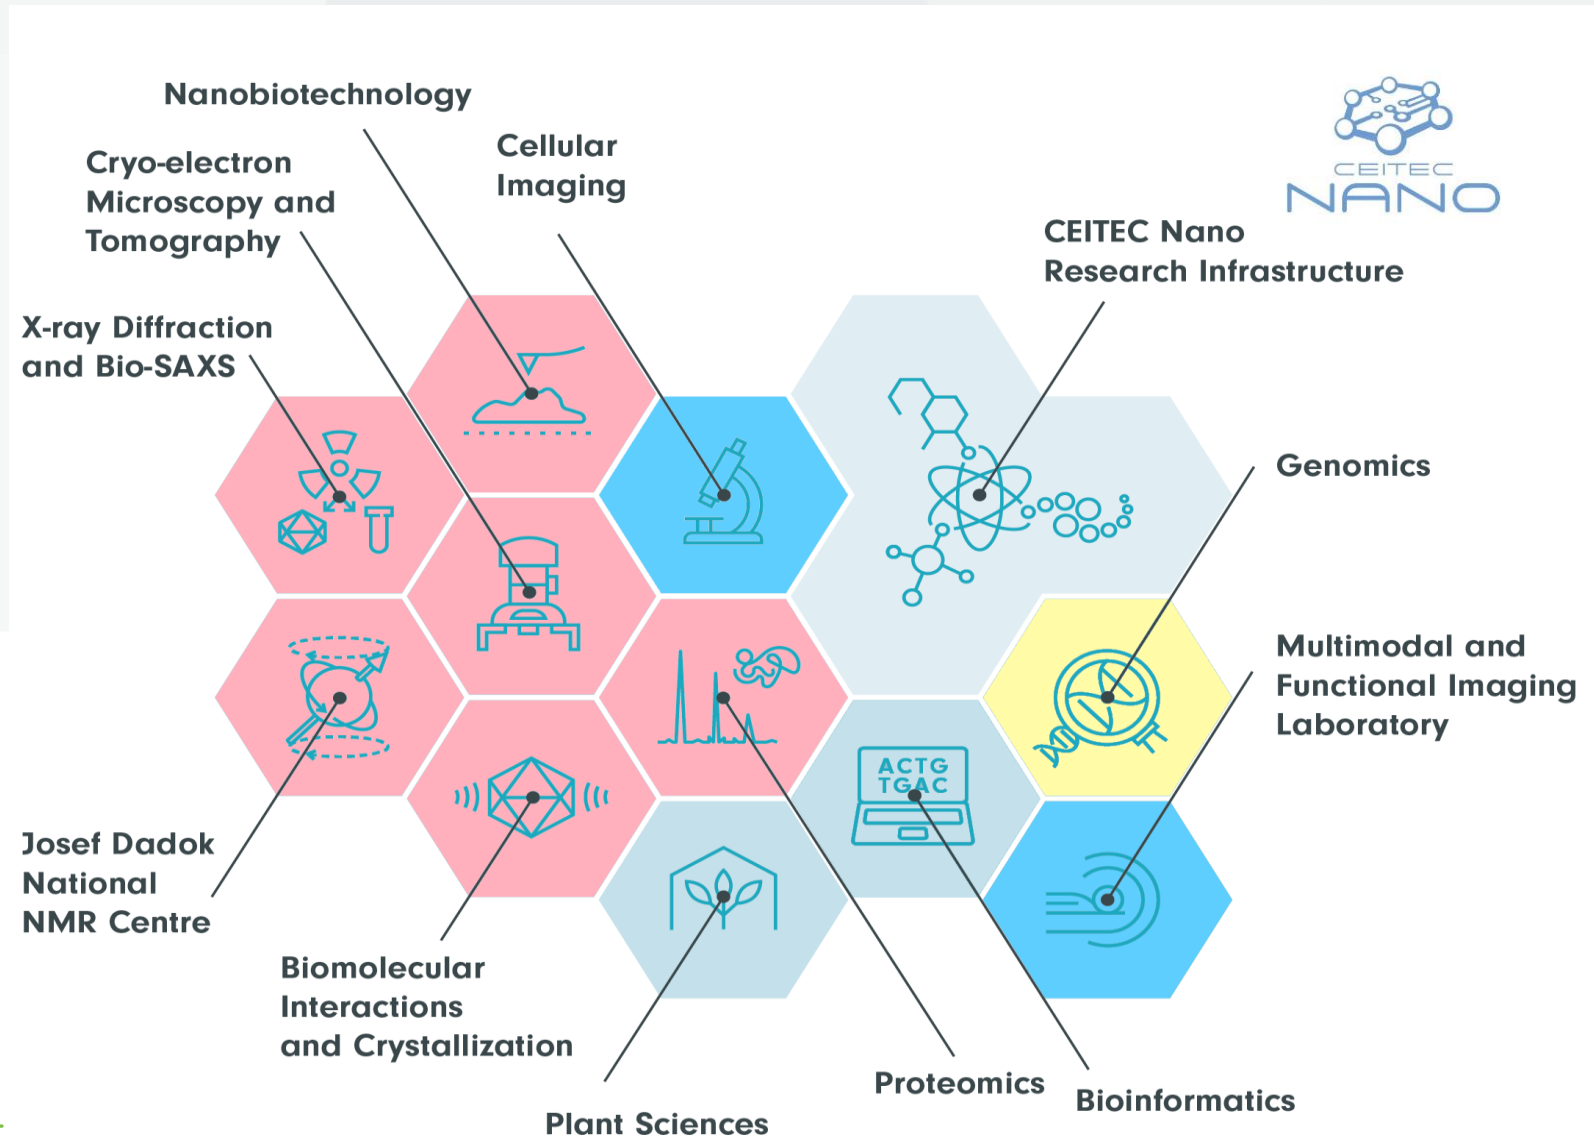 Nanobiotechnology
Cellular
Imaging
Cryo-electron
Microscopy and
Tomography
CEITEC
NANO
CEITEC Nano
Research Infrastructure
X-ray Diffraction
and Bio-SAXS
Genomics
Multimodal and
Functional Imaging
Laboratory
ACTG
TGAC
Josef Dadok
National
NMR Centre
Biomolecular
Interactions
and Crystallization
Proteomics
Bioinformatics
Plant Sciences